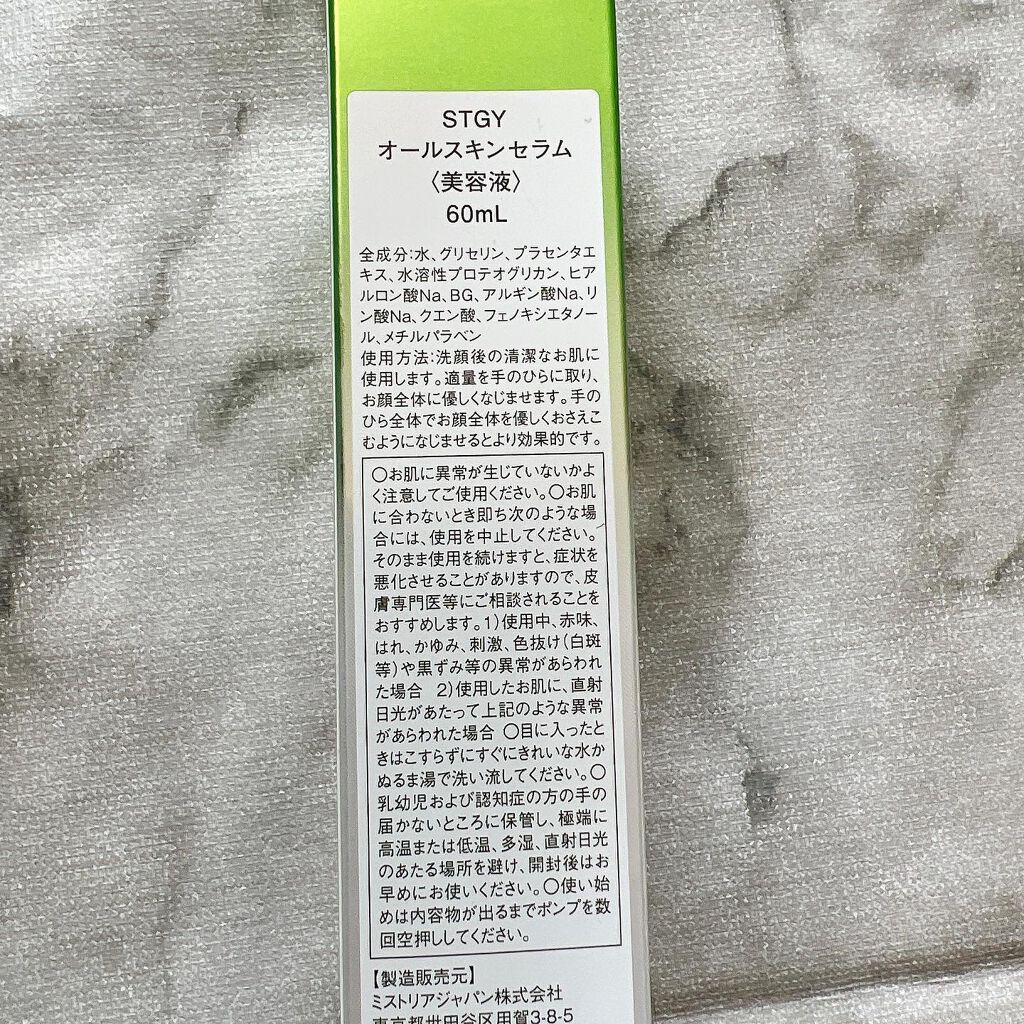 STGY
オールスキンセラム
〈美容液〉
60mL
全成分:水、グリセリン、プラセンタエ
キス、水溶性プロテオグリカン、ヒア
ルロン酸Na、BG、アルギン酸Na、リ
ン酸Na、クエン酸、フェノキシエタノー
ル、メチルパラベン
使用方法:洗顔後の清潔なお肌に
使用します。適量を手のひらに取り、
お顔全体に優しくなじませます。手の
ひら全体でお顔全体を優しくおさえこ
むようになじませるとより効果的です。
〇お肌に異常が生じていないかよ
く注意してご使用ください。〇お肌
に合わないとき即ち次のような場
合には、使用を中止してください。
そのまま使用を続けますと、症状を
悪化させることがありますので、皮
膚専門医等にご相談されることを
おすすめします。1)使用中、赤味、
はれ、かゆみ、刺激、色抜け(白斑
等)や黒ずみ等の異常があらわれ
た場合 2)使用したお肌に、直射
日光があたって上記のような異常
があらわれた場合 〇目に入ったと
きはこすらずにすぐにきれいな水か
ぬるま湯で洗い流してください。〇
乳幼児および認知症の方の手の
届かないところに保管し、極端に
高温または低温、多湿、直射日光
のあたる場所を避け、開封後はお
早めにお使いください。〇使い始
めは内容物が出るまでポンプを数
回空押ししてください。
【製造販売元】
ミストリアジャパン株式会社
東京都世田谷区用賀3-8-5